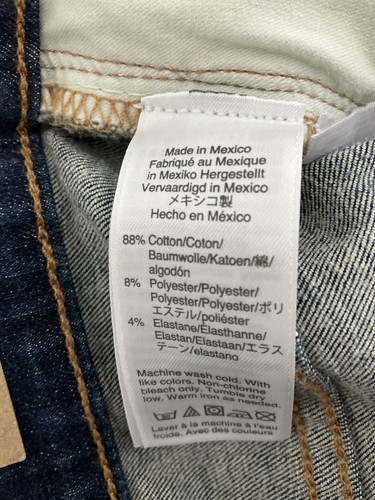 Made in Mexico
Fabriqué au Mexique
in Mexiko Hergestellt
Vervaardigd in Mexico
メキシコ製
Hecho en México
88% Cotton/Coton/
Baumwolle/Katoen/綿/
algodón
8% Polyester/Polyester/
Polyester/Polyester/ポリ
エステル/poliéster
4% Elastane/Élasthanne/
Elastan/Elastaan/エラス
テーン/elastano
Machine wash cold. With
like colors. Non-chlorine
bleach only. Tumble dry
low. Warm iron as needed.
Laver à la machine à l'eau
froide. Avec des couleurs